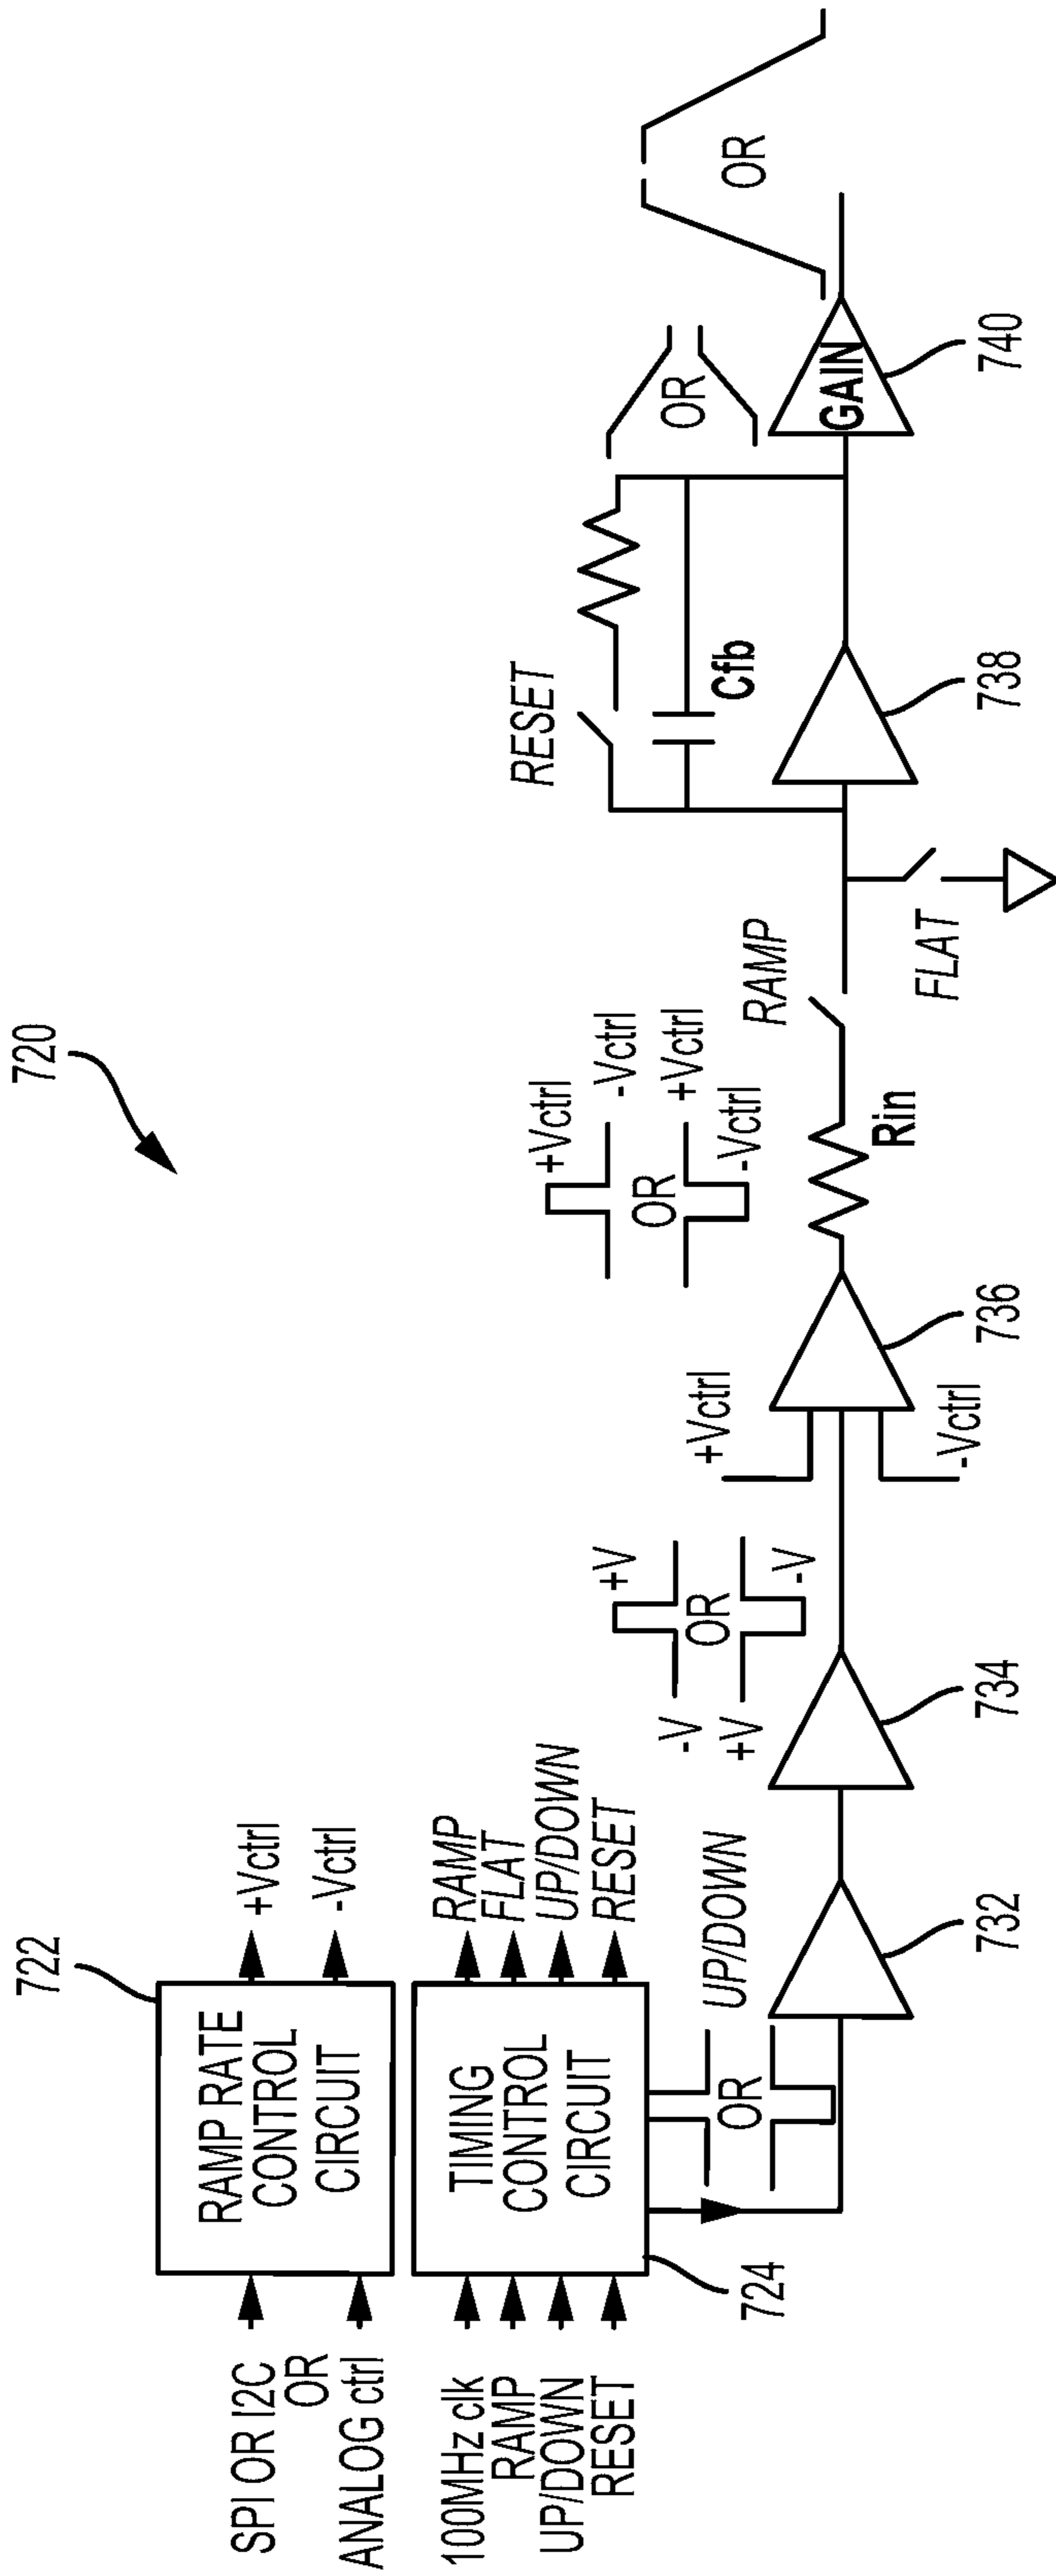 720
722
SPI OR I2C
OR
ANALOG ctrl
RAMP RATE
CONTROL
CIRCUIT
+Vctrl
-Vctrl
100MHz clk
RAMP
UP/DOWN
RESET
TIMING
CONTROL
CIRCUIT
RAMP
FLAT
UP/DOWN
RESET
724
OR
UP/DOWN
732
734
-V
+V
OR
+V
-V
+Vctrl
-Vctrl
736
+Vctrl
-Vctrl
OR
+Vctrl
-Vctrl
Rin
RAMP
FLAT
RESET
Cfb
738
OR
GAIN
740
OR